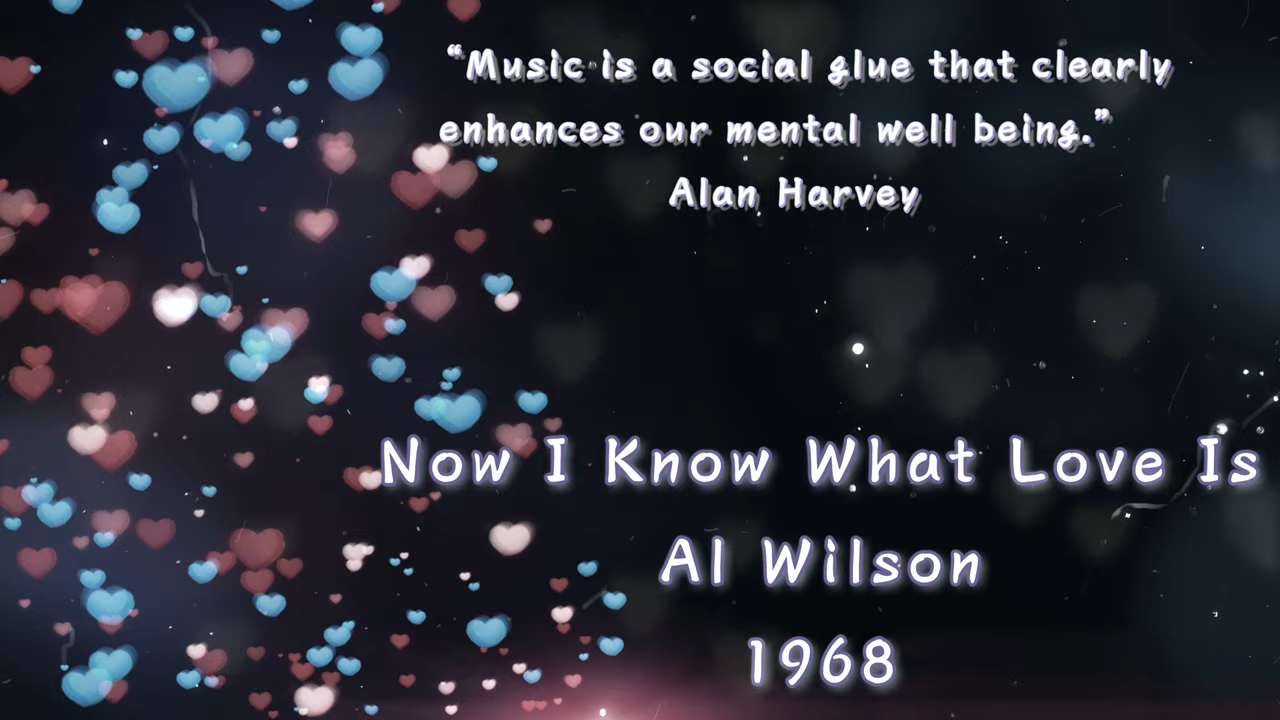 “Music is a social glue that clearly
enhances our mental well being.”
Alan Harvey
Now I Know What Love Is
Al Wilson
1968